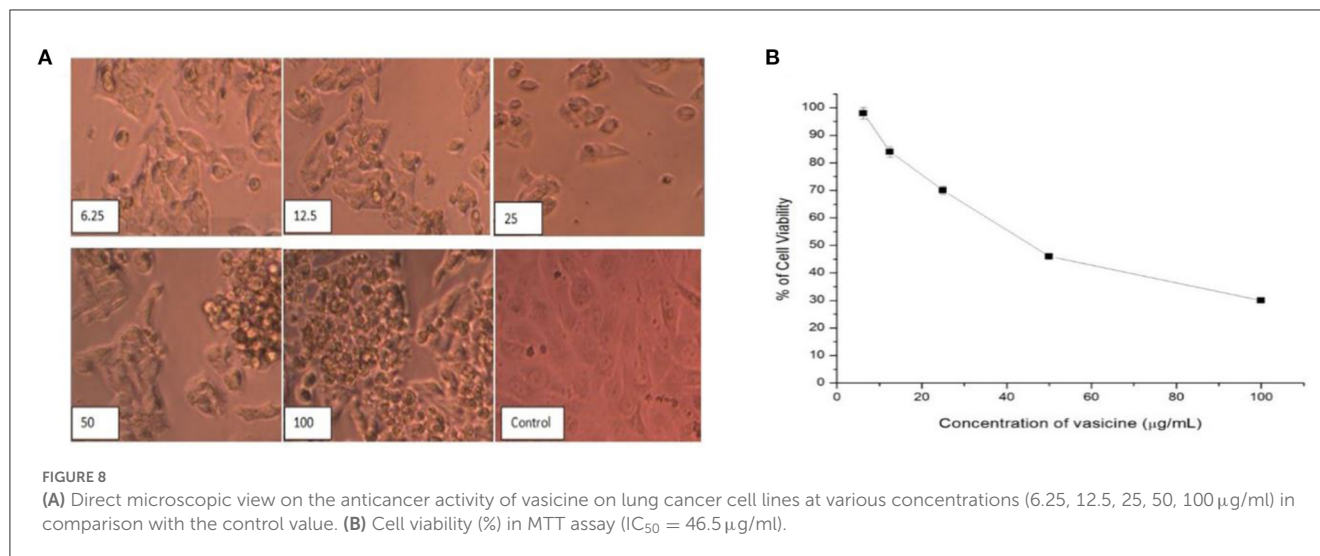 A
6.25
12.5
25
50
100
Control
B
% of Cell Viability
100
90
80
70
60
50
40
30
20
10
0
0
20
40
60
80
100
Concentration of vasicine (μg/mL)
FIGURE 8
(A) Direct microscopic view on the anticancer activity of vasicine on lung cancer cell lines at various concentrations (6.25, 12.5, 25, 50, 100 μg/ml) in
comparison with the control value. (B) Cell viability (%) in MTT assay (IC50 = 46.5 μg/ml).